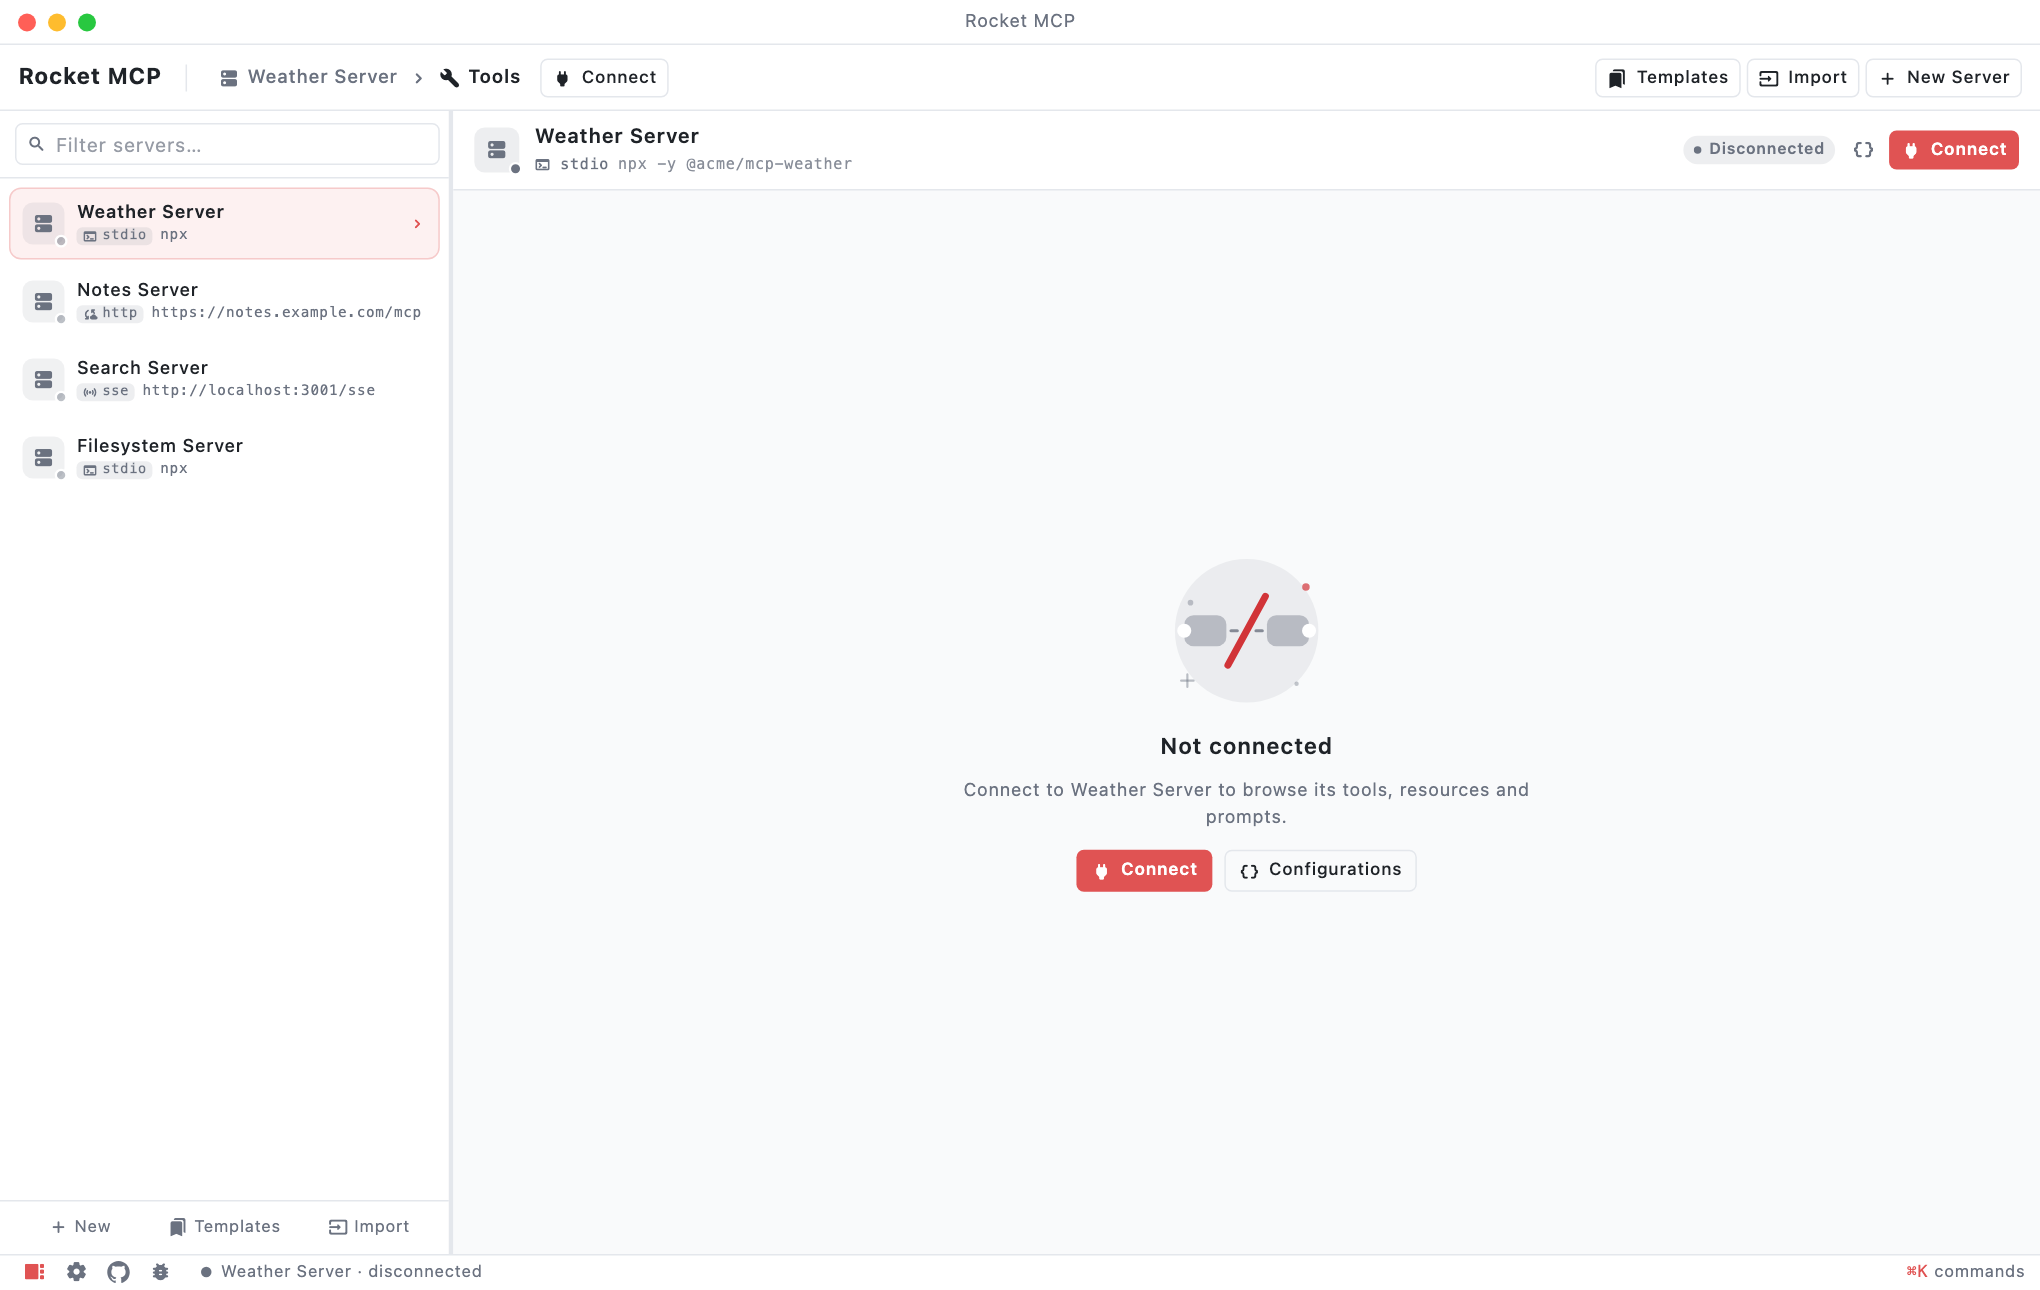 Rocket MCP
Rocket MCP
Weather Server › Tools
Connect
Templates
Import
New Server
Filter servers...
Weather Server
stdio npx
Notes Server
http https://notes.example.com/mcp
Search Server
sse http://localhost:3001/sse
Filesystem Server
stdio npx
New
Templates
Import
Weather Server
stdio npx -y @acme/mcp-weather
Disconnected
Connect
Not connected
Connect to Weather Server to browse its tools, resources and
prompts.
Connect
Configurations
Weather Server · disconnected
⌘K commands